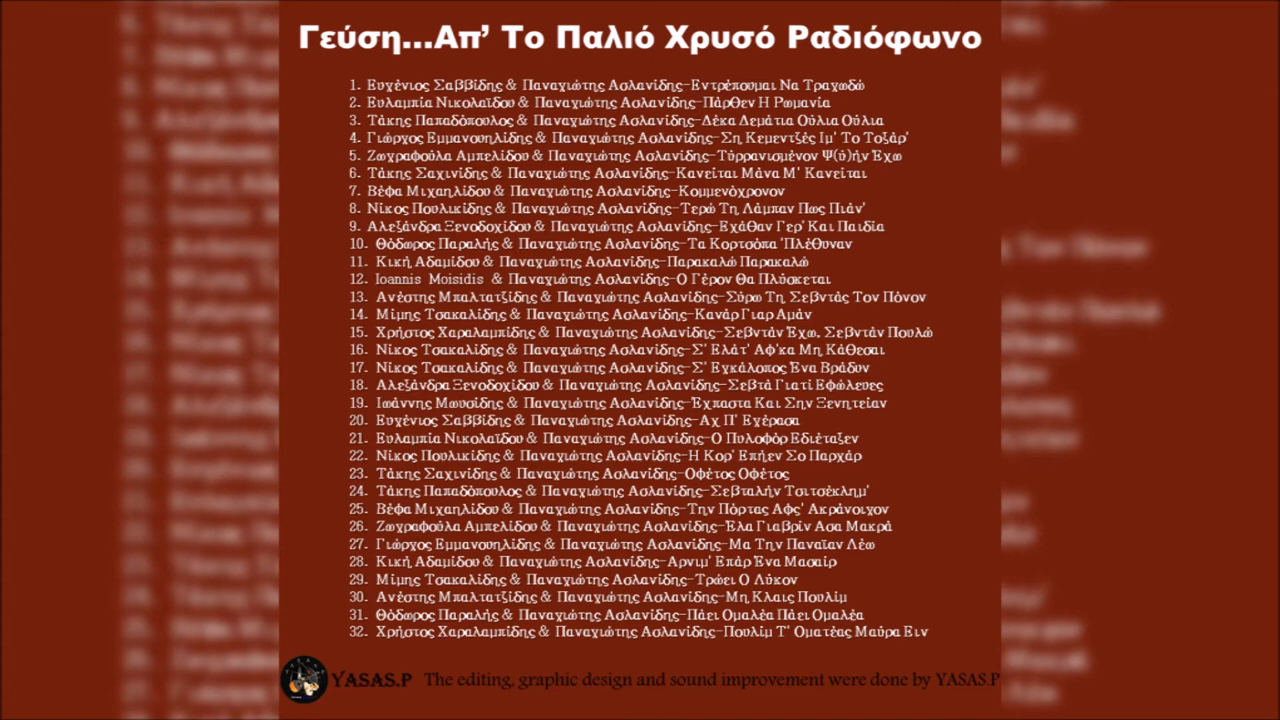 Γεύση...Απ’ Το Παλιό Χρυσό Ραδιόφωνο
1. Ευγένιος Σαββίδης & Παναγιώτης Ασλανίδης-Εντρέπουμαι Να Τραγωδώ
2. Ευλαμπία Νικολαϊδου & Παναγιώτης Ασλανίδης-Πάρθεν Η Ρωμανία
3. Τάκης Παπαδόπουλος & Παναγιώτης Ασλανίδης-Δέκα Δεμάτια Ούλια Ούλια
4. Γιώργος Εμμανουηλίδης & Παναγιώτης Ασλανίδης-Ση Κεμεντζές Ιμ' Το Τοξάρ'
5. Ζωγραφούλα Αμπελίδου & Παναγιώτης Ασλανίδης-Τύρρανισμένον Ψ(ύ)ήν Έχω
6. Τάκης Σαχινίδης & Παναγιώτης Ασλανίδης-Κανείται Μάνα Μ' Κανείται
7. Βέφα Μιχαηλίδου & Παναγιώτης Ασλανίδης-Κομμενόχρονον
8. Νίκος Πουλικίδης & Παναγιώτης Ασλανίδης-Τερώ Τη Λάμπαν Πως Πιάν'
9. Αλεξάνδρα Ξενοδοχίδου & Παναγιώτης Ασλανίδης-Εχάθαν Γερ' Και Παιδία
10. Θόδωρος Παραλής & Παναγιώτης Ασλανίδης-Τα Κορτσόπα 'Πλέθυναν
11. Κική Αδαμίδου & Παναγιώτης Ασλανίδης-Παρακαλώ Παρακαλώ
12. Ioannis Moisidis & Παναγιώτης Ασλανίδης-Ο Γέρον Θα Πλύσκεται
13. Ανέστης Μπαλτατζίδης & Παναγιώτης Ασλανίδης-Σύρω Τη Σεβντάς Τον Πόνον
14. Μίμης Τσακαλίδης & Παναγιώτης Ασλανίδης-Κανάρ Γιαρ Αμάν
15. Χρήστος Χαραλαμπίδης & Παναγιώτης Ασλανίδης-Σεβντάν Έχω, Σεβντάν Πουλώ
16. Νίκος Τσακαλίδης & Παναγιώτης Ασλανίδης-Σ' Ελάτ' Αφ'κα Μη Κάθεσαι
17. Νίκος Τσακαλίδης & Παναγιώτης Ασλανίδης-Σ' Εγκάλοπος Ένα Βράδυν
18. Αλεξάνδρα Ξενοδοχίδου & Παναγιώτης Ασλανίδης-Σεβτά Γιατί Εφώλευες
19. Ιωάννης Μωυσίδης & Παναγιώτης Ασλανίδης-Έχπαστα Και Σην Ξενητείαν
20. Ευγένιος Σαββίδης & Παναγιώτης Ασλανίδης-Αχ Π' Εγέρασα
21. Ευλαμπία Νικολαϊδου & Παναγιώτης Ασλανίδης-Ο Πυλοφόρ Εδιέταξεν
22. Νίκος Πουλικίδης & Παναγιώτης Ασλανίδης-Η Κορ' Επήεν Σο Παρχάρ
23. Τάκης Σαχινίδης & Παναγιώτης Ασλανίδης-Οφέτος Οφέτος
24. Τάκης Παπαδόπουλος & Παναγιώτης Ασλανίδης-Σεβταλήν Τσιτσέκλημ'
25. Βέφα Μιχαηλίδου & Παναγιώτης Ασλανίδης-Την Πόρτας Αφς' Ακράνοιχον
26. Ζωγραφούλα Αμπελίδου & Παναγιώτης Ασλανίδης-Έλα Γιαβρίν Ασα Μακρά
27. Γιώργος Εμμανουηλίδης & Παναγιώτης Ασλανίδης-Μα Την Παναϊαν Λέω
28. Κική Αδαμίδου & Παναγιώτης Ασλανίδης-Αρνιμ' Επάρ Ένα Μασαίρ
29. Μίμης Τσακαλίδης & Παναγιώτης Ασλανίδης-Τρώει Ο Λύκον
30. Ανέστης Μπαλτατζίδης & Παναγιώτης Ασλανίδης-Μη Κλαις Πουλίμ
31. Θόδωρος Παραλής & Παναγιώτης Ασλανίδης-Πάει Ομαλέα Πάει Ομαλέα
32. Χρήστος Χαραλαμπίδης & Παναγιώτης Ασλανίδης-Πουλίμ Τ' Οματέας Μαύρα Ειν
YASAS.P The editing, graphic design and sound improvement were done by YASAS.P